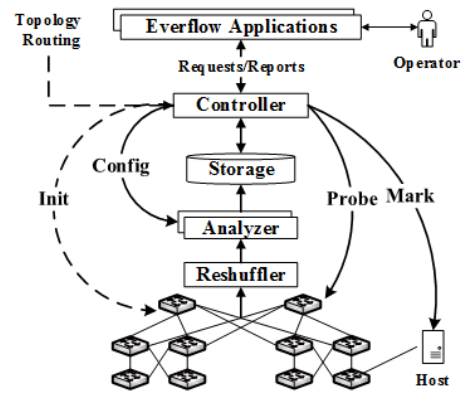 Topology
Routing
Everflow Applications
Operator
Requests/Reports
Controller
Config
Storage
Init
Probe
Mark
Analyzer
Reshuffler
Host